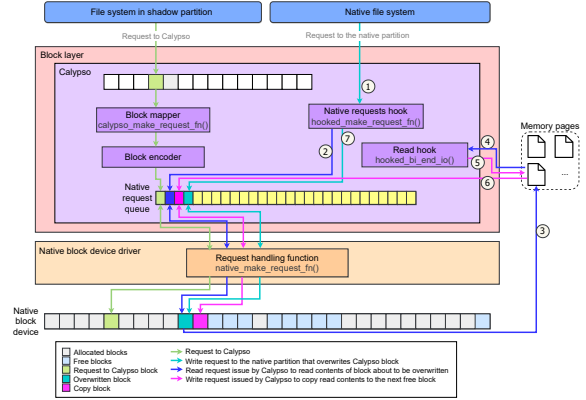 File system in shadow partition
Native file system
Request to Calypso
Request to the native partition
Block layer
Calypso
1
Block mapper
calypso_make_request_fn()
Native requests hook
hooked_make_request_fn()
Memory pages
2
7
Block encoder
Read hook
hooked_bi_end_io()
4
5
...
6
Native
request
queue
3
Native block device driver
Request handling function
native_make_request_fn()
Native
block
device
Allocated blocks
Free blocks
Request to Calypso block
Overwritten block
Copy block
Request to Calypso
Write request to the native partition that overwrites Calypso block
Read request issue by Calypso to read contents of block about to be overwritten
Write request issued by Calypso to copy read contents to the next free block